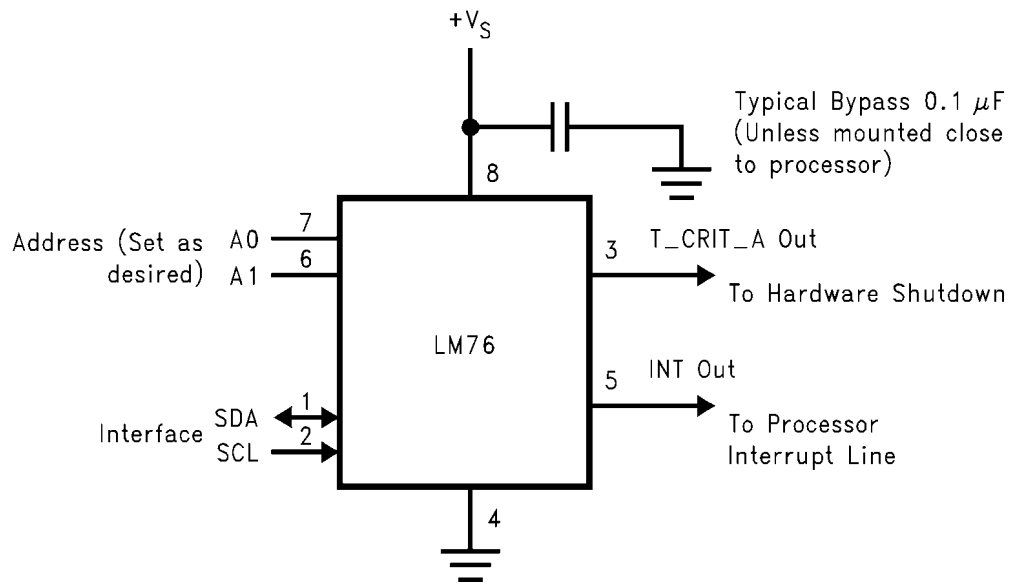 +VS
Typical Bypass 0.1 μF
(Unless mounted close
to processor)
8
Address (Set as
desired)
A0
7
A1
6
3
T_CRIT_A Out
To Hardware Shutdown
LM76
5
INT Out
To Processor
Interrupt Line
Interface
SDA
1
SCL
2
4